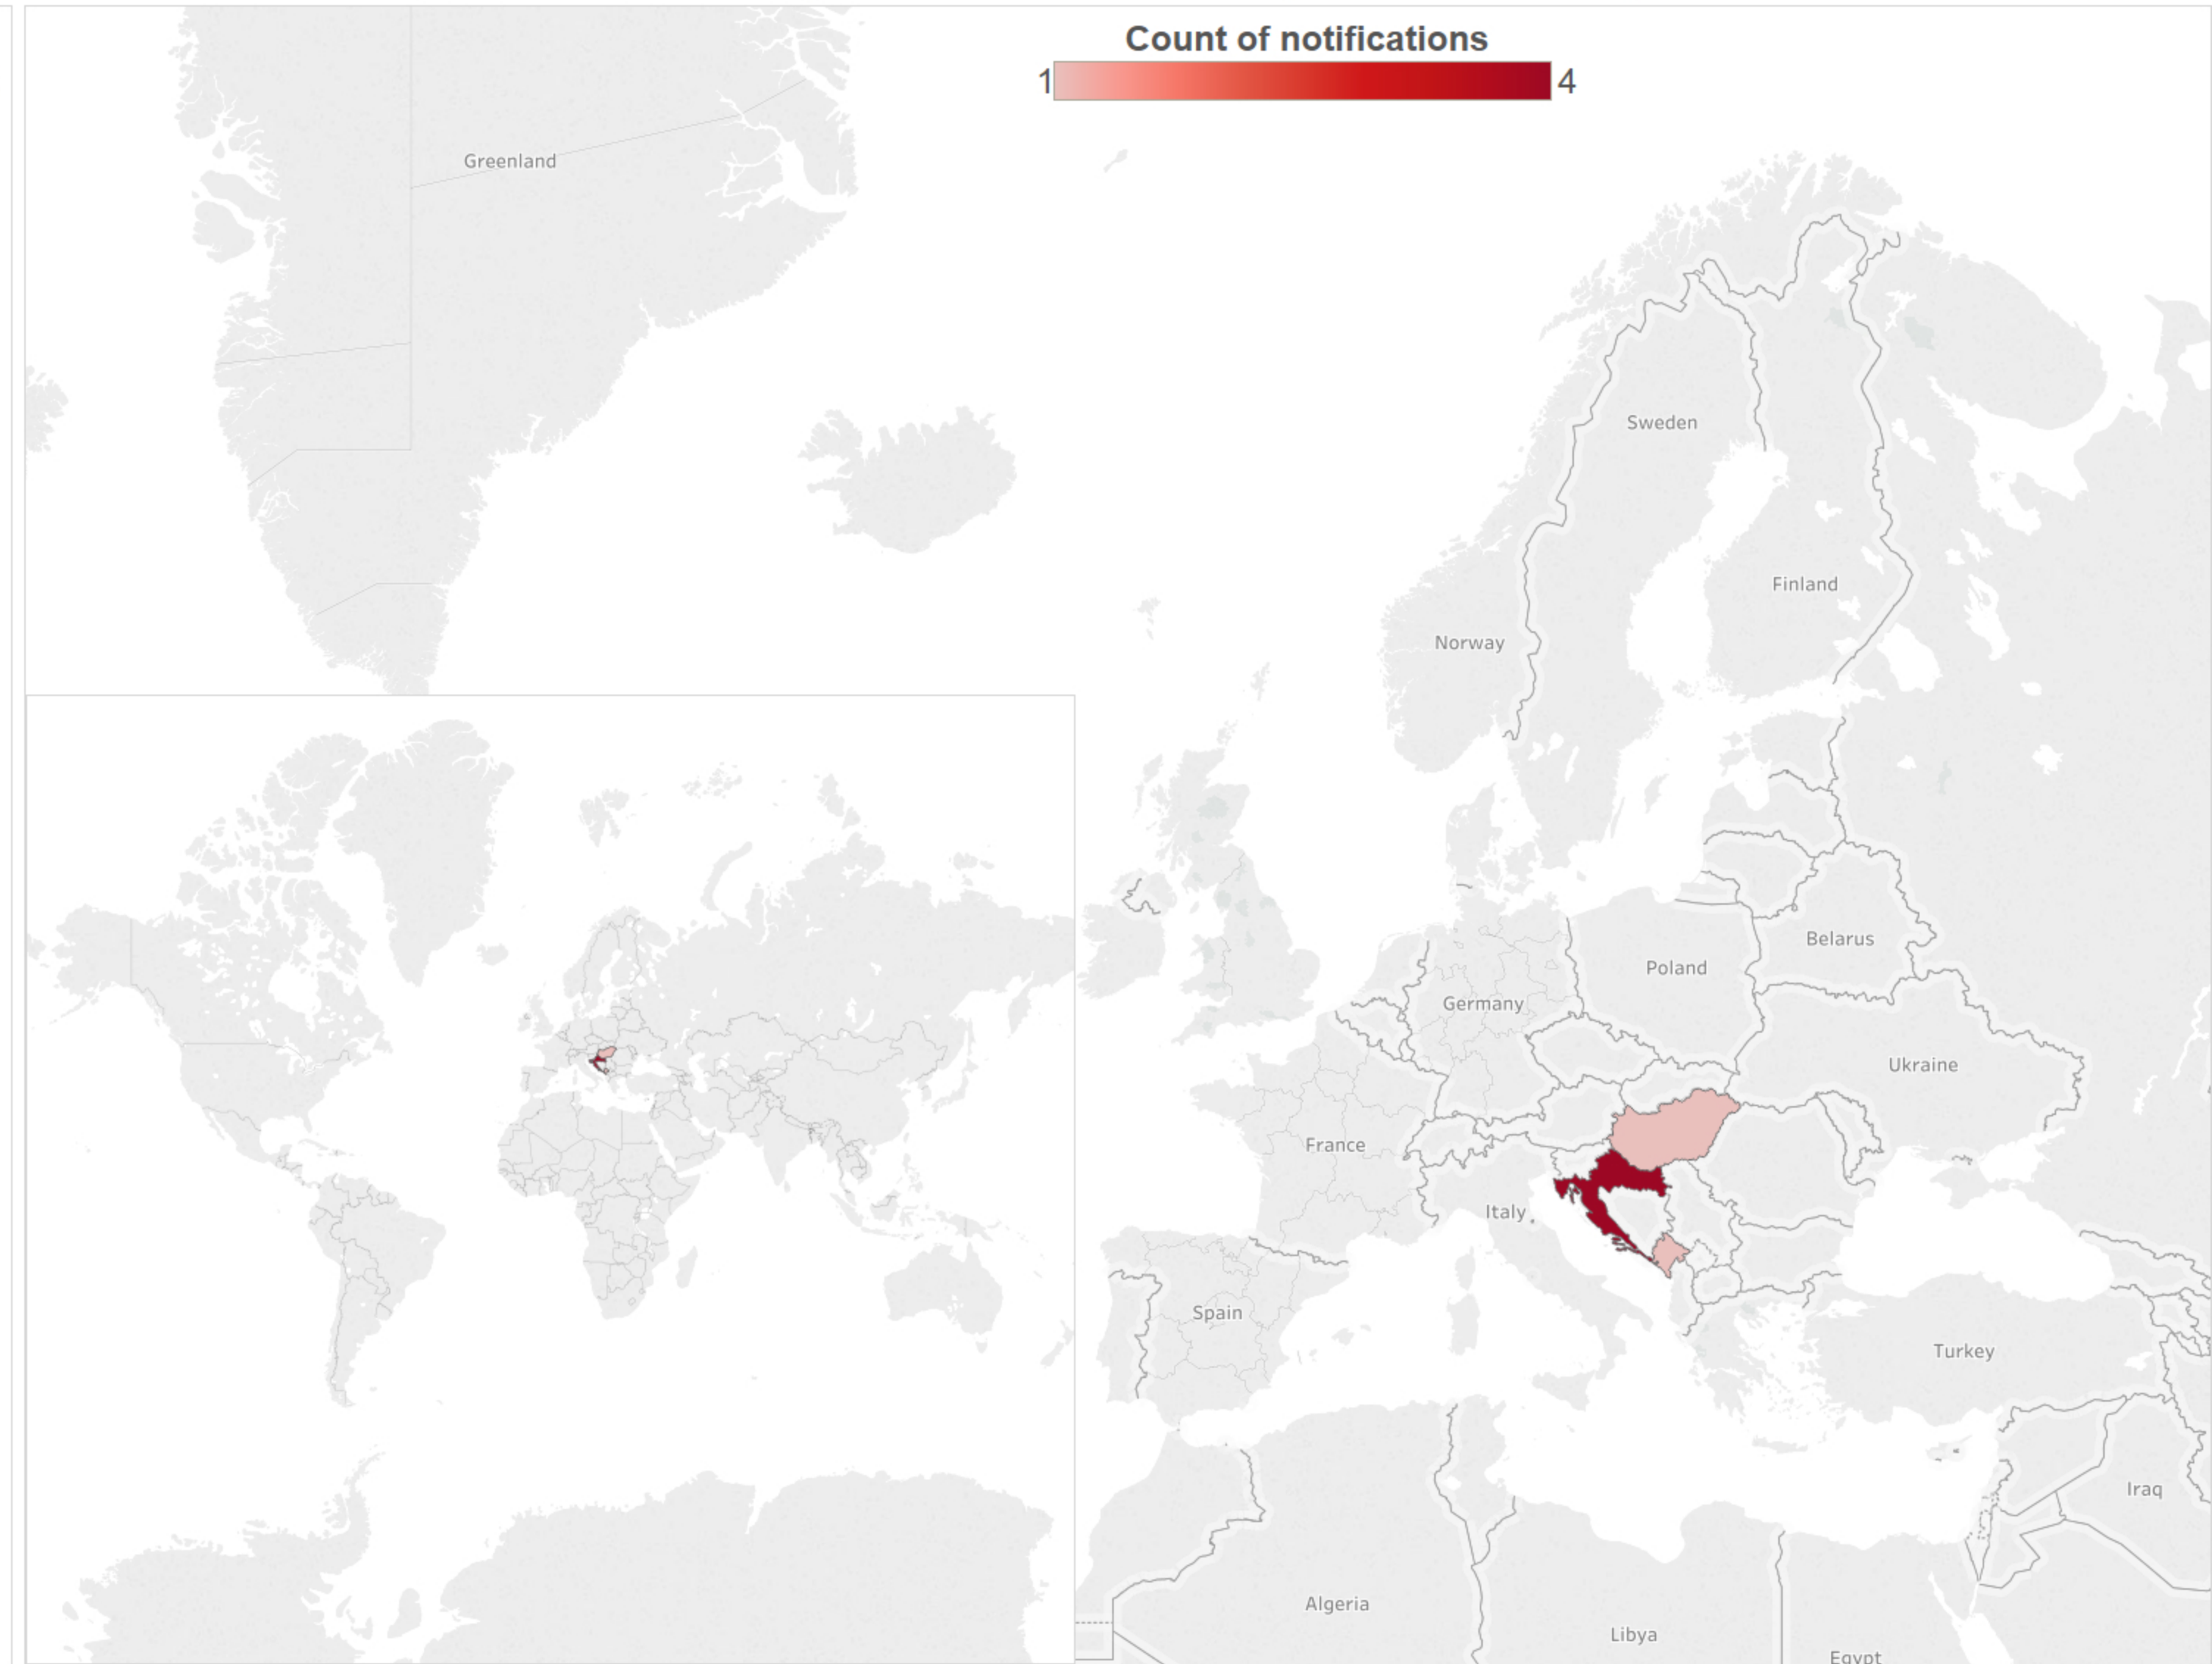 Count of notifications
1 4
Greenland
Sweden
Finland
Norway
Belarus
Poland
Germany
Ukraine
France
Italy
Spain
Turkey
Iraq
Algeria
Libya
Egypt